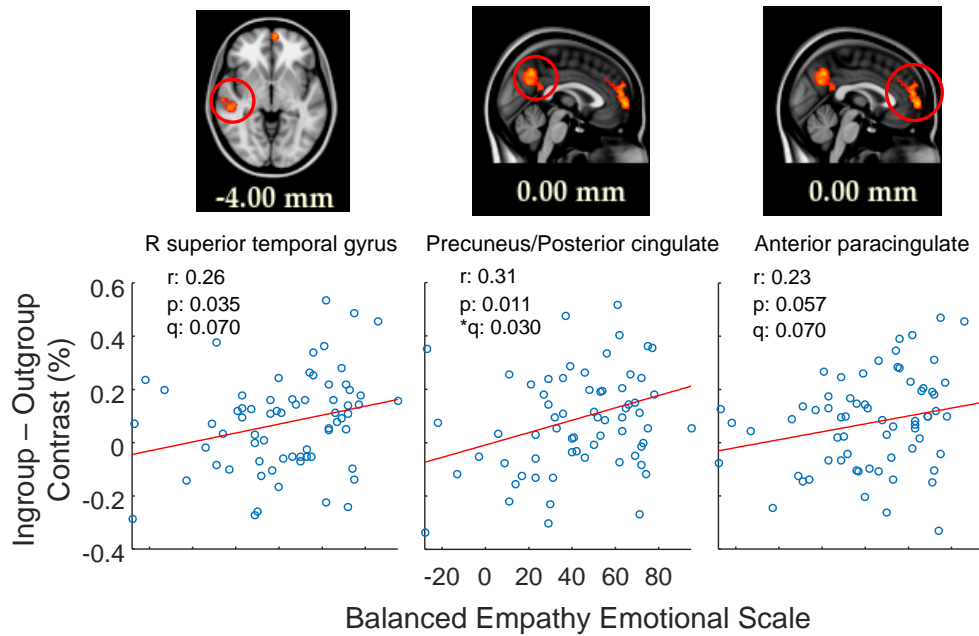 -4.00 mm
0.00 mm
0.00 mm
R superior temporal gyrus
Precuneus/Posterior cingulate
Anterior paracingulate
r: 0.26
p: 0.035
q: 0.070
r: 0.31
p: 0.011
*q: 0.030
r: 0.23
p: 0.057
q: 0.070
Ingroup – Outgroup
Contrast (%)
0.6
0.4
0.2
0
-0.2
-0.4
-20 0 20 40 60 80
Balanced Empathy Emotional Scale